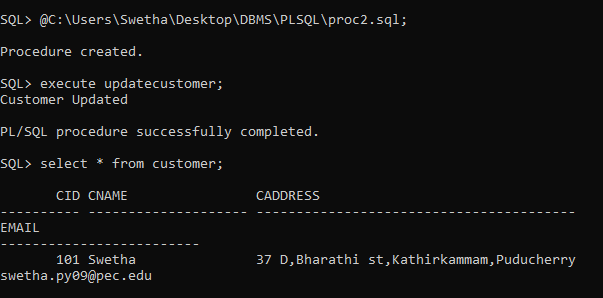 SQL> @C:\Users\Swetha\Desktop\DBMS\PLSQL\proc2.sql;
Procedure created.
SQL> execute updatecustomer;
Customer Updated
PL/SQL procedure successfully completed.
SQL> select * from customer;
CID CNAME CADDRESS
---------- -------------------- ----------------------------------------
EMAIL
-------------------------
101 Swetha 37 D,Bharathi st,Kathirkammam,Puducherry
swetha.py09@pec.edu